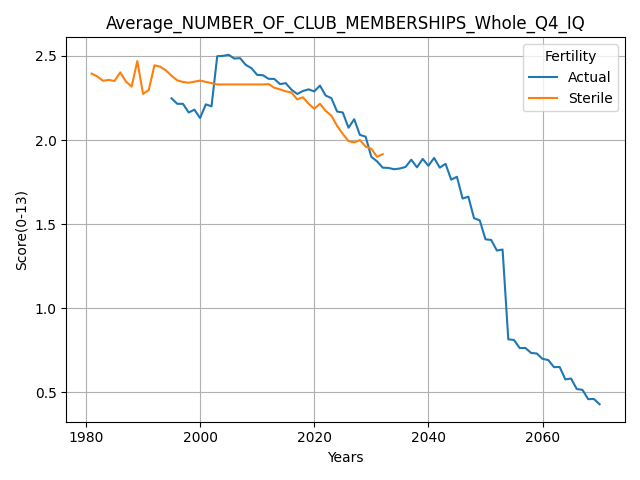 Average_NUMBER_OF_CLUB_MEMBERSHIPS_Whole_Q4_IQ
Fertility
Actual
Sterile
Score(0-13)
2.5
2.0
1.5
1.0
0.5
1980 2000 2020 2040 2060
Years